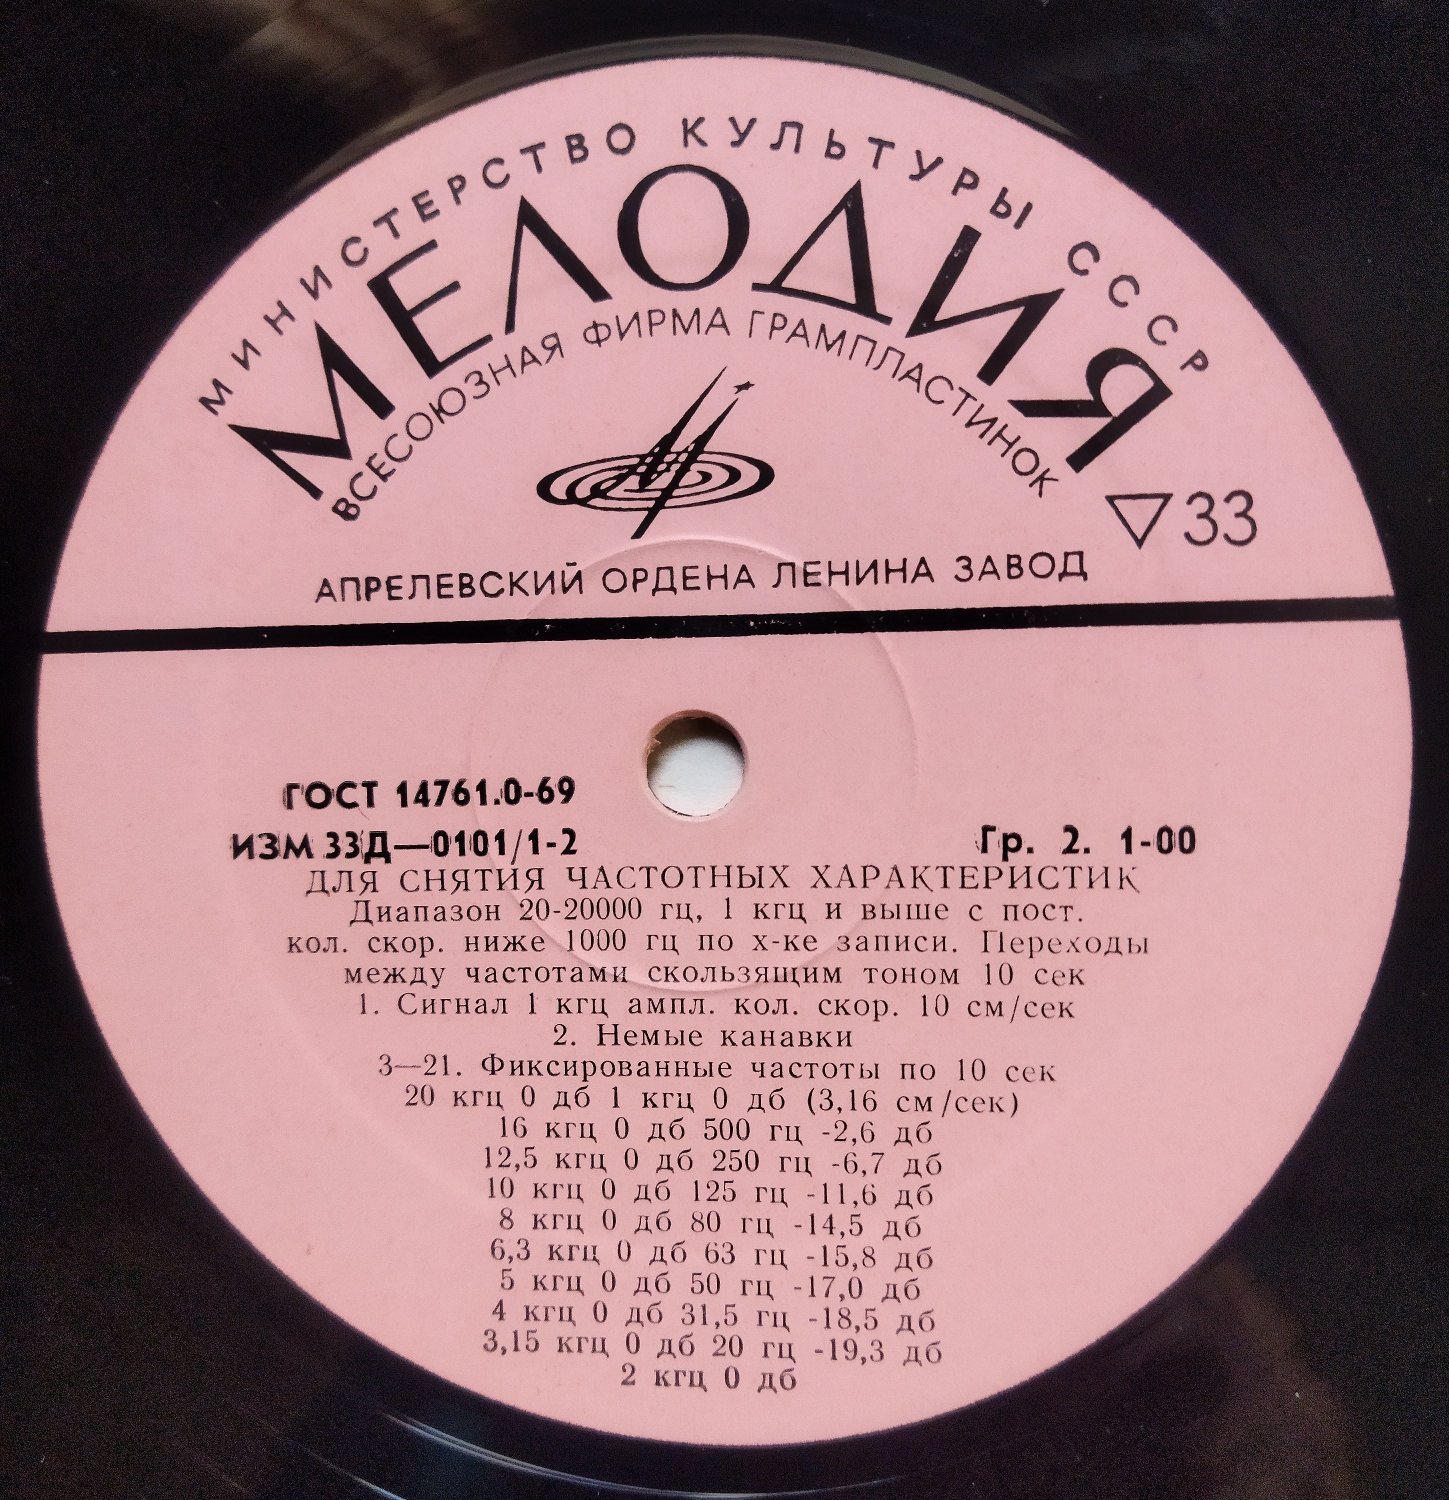 МИНИСТЕРСТВО КУЛЬТУРЫ СССР
МЕЛОДИЯ
ВСЕСОЮЗНАЯ ФИРМА ГРАМПЛАСТИНОК
▽33
АПРЕЛЕВСКИЙ ОРДЕНА ЛЕНИНА ЗАВОД
ГОСТ 14761.0-69
ИЗМ 33Д—0101/1-2 Гр. 2. 1-00
ДЛЯ СНЯТИЯ ЧАСТОТНЫХ ХАРАКТЕРИСТИК
Диапазон 20-20000 гц, 1 кгц и выше с пост.
кол. скор. ниже 1000 гц по х-ке записи. Переходы
между частотами скользящим тоном 10 сек
1. Сигнал 1 кгц ампл. кол. скор. 10 см/сек
2. Немые канавки
3—21. Фиксированные частоты по 10 сек
20 кгц 0 дб 1 кгц 0 дб (3,16 см/сек)
16 кгц 0 дб 500 гц -2,6 дб
12,5 кгц 0 дб 250 гц -6,7 дб
10 кгц 0 дб 125 гц -11,6 дб
8 кгц 0 дб 80 гц -14,5 дб
6,3 кгц 0 дб 63 гц -15,8 дб
5 кгц 0 дб 50 гц -17,0 дб
4 кгц 0 дб 31,5 гц -18,5 дб
3,15 кгц 0 дб 20 гц -19,3 дб
2 кгц 0 дб